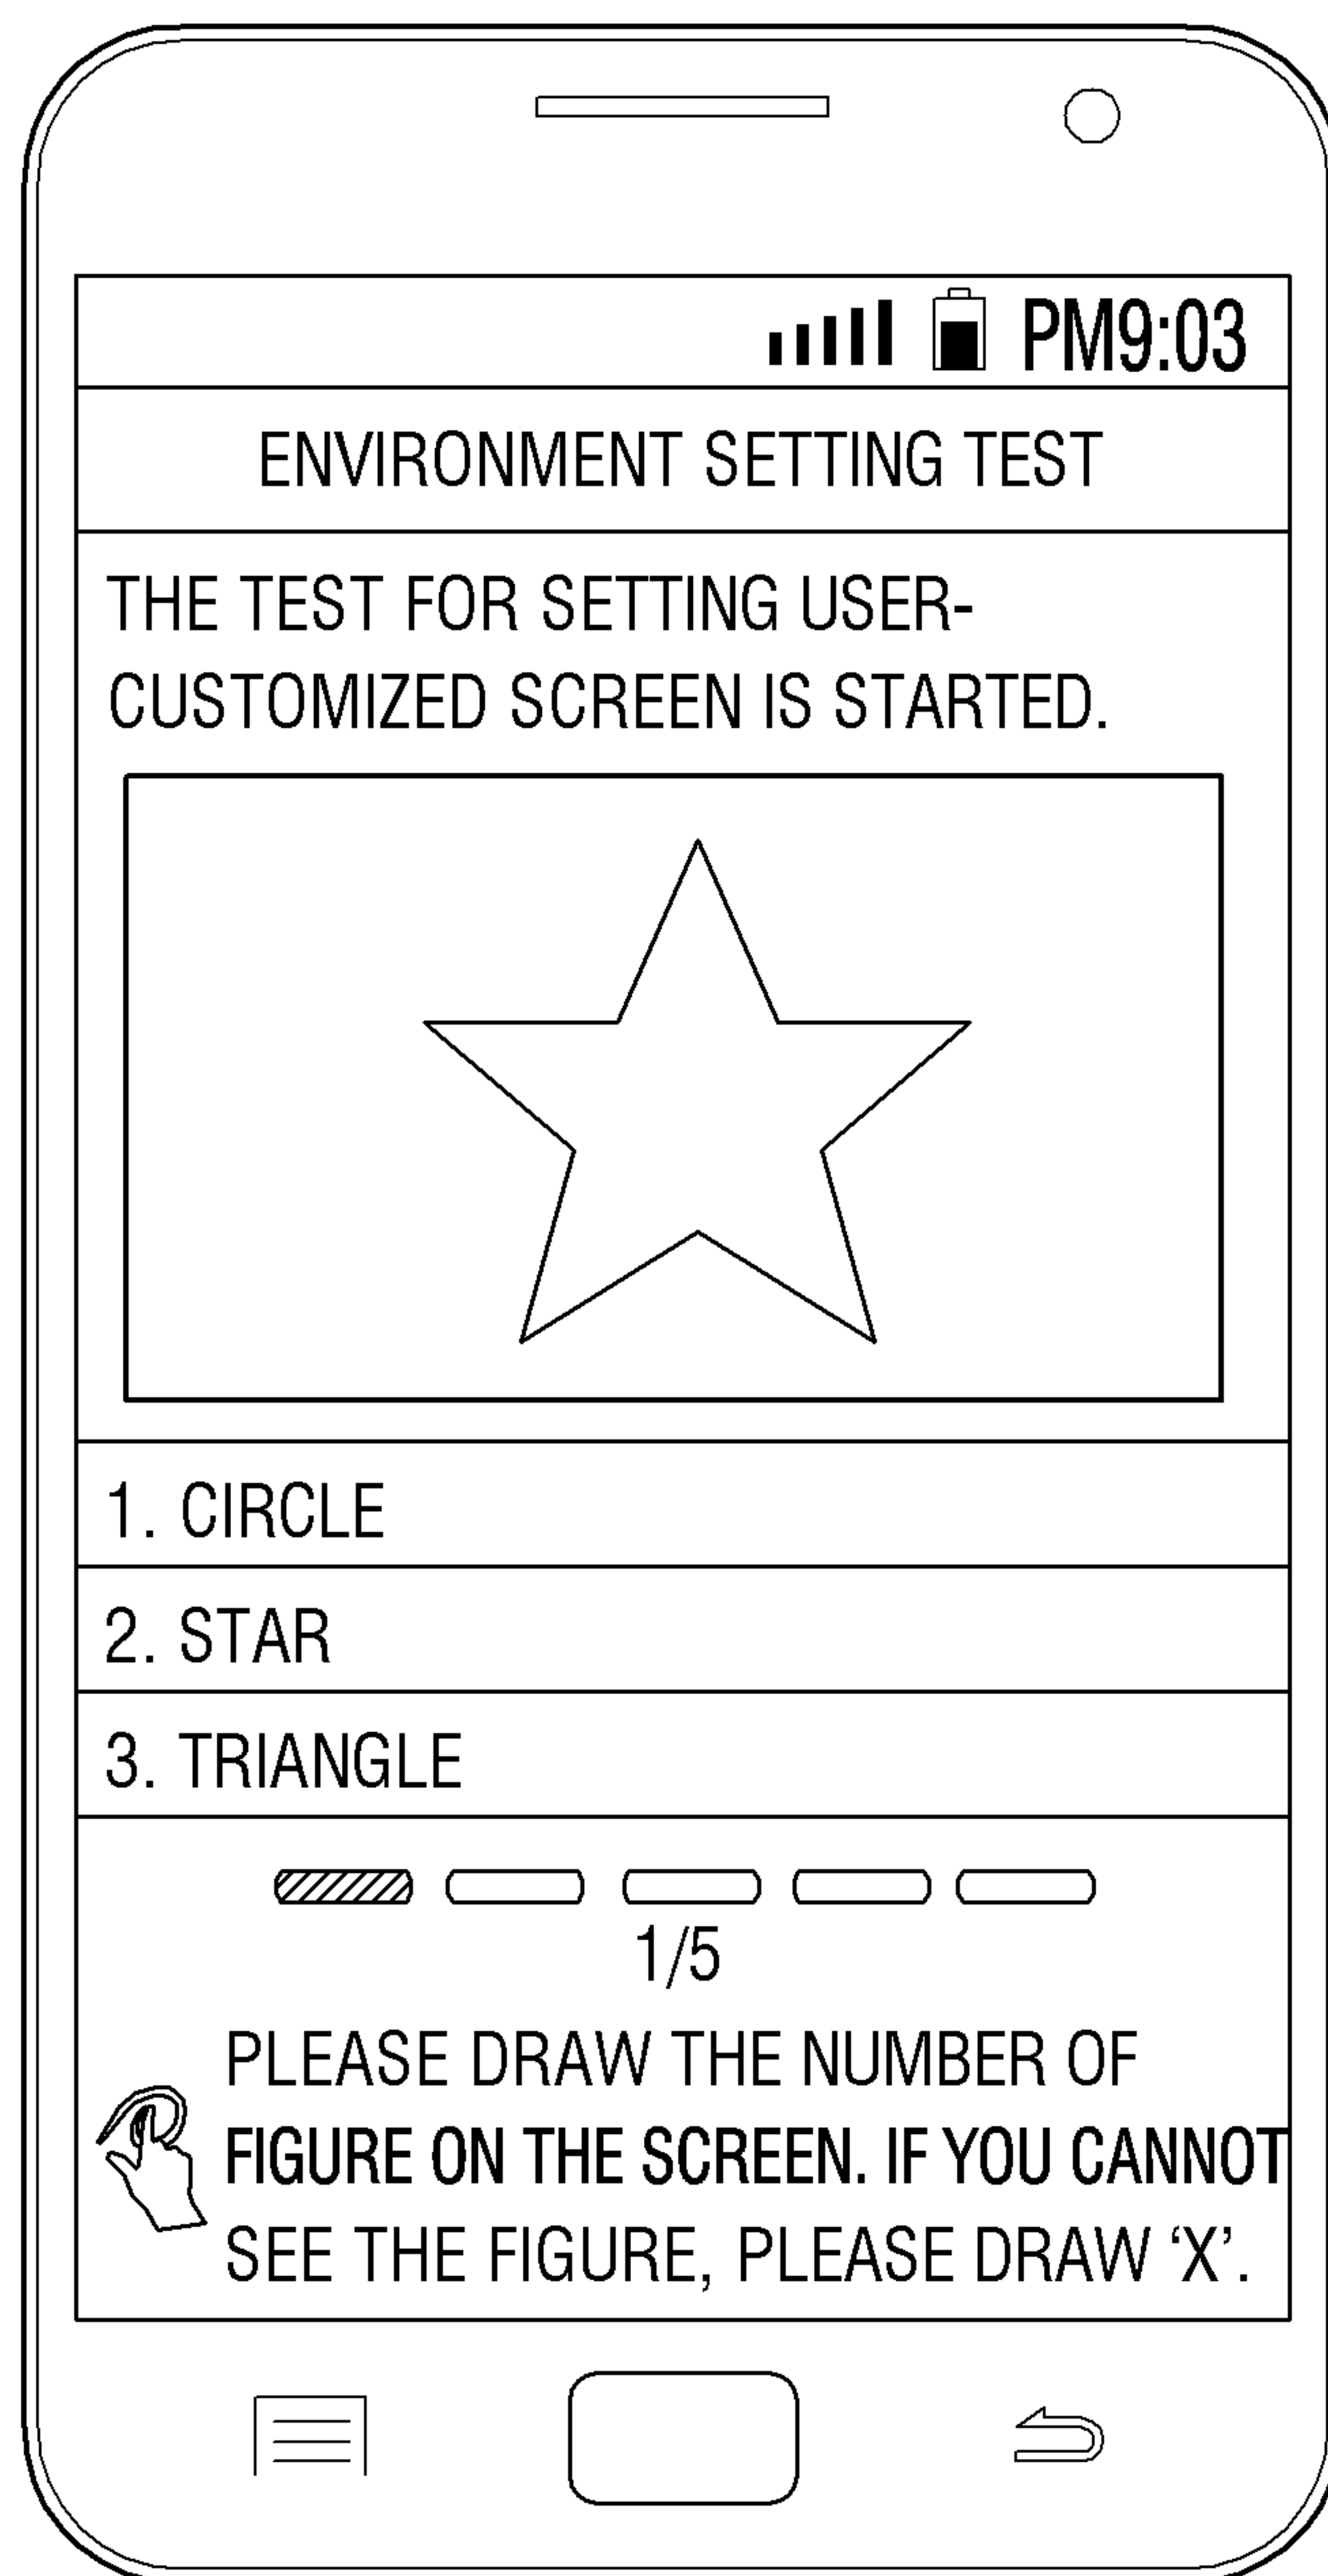 PM9:03
ENVIRONMENT SETTING TEST
THE TEST FOR SETTING USER-
CUSTOMIZED SCREEN IS STARTED.
1. CIRCLE
2. STAR
3. TRIANGLE
1/5
PLEASE DRAW THE NUMBER OF
FIGURE ON THE SCREEN. IF YOU CANNOT
SEE THE FIGURE, PLEASE DRAW ‘X’.